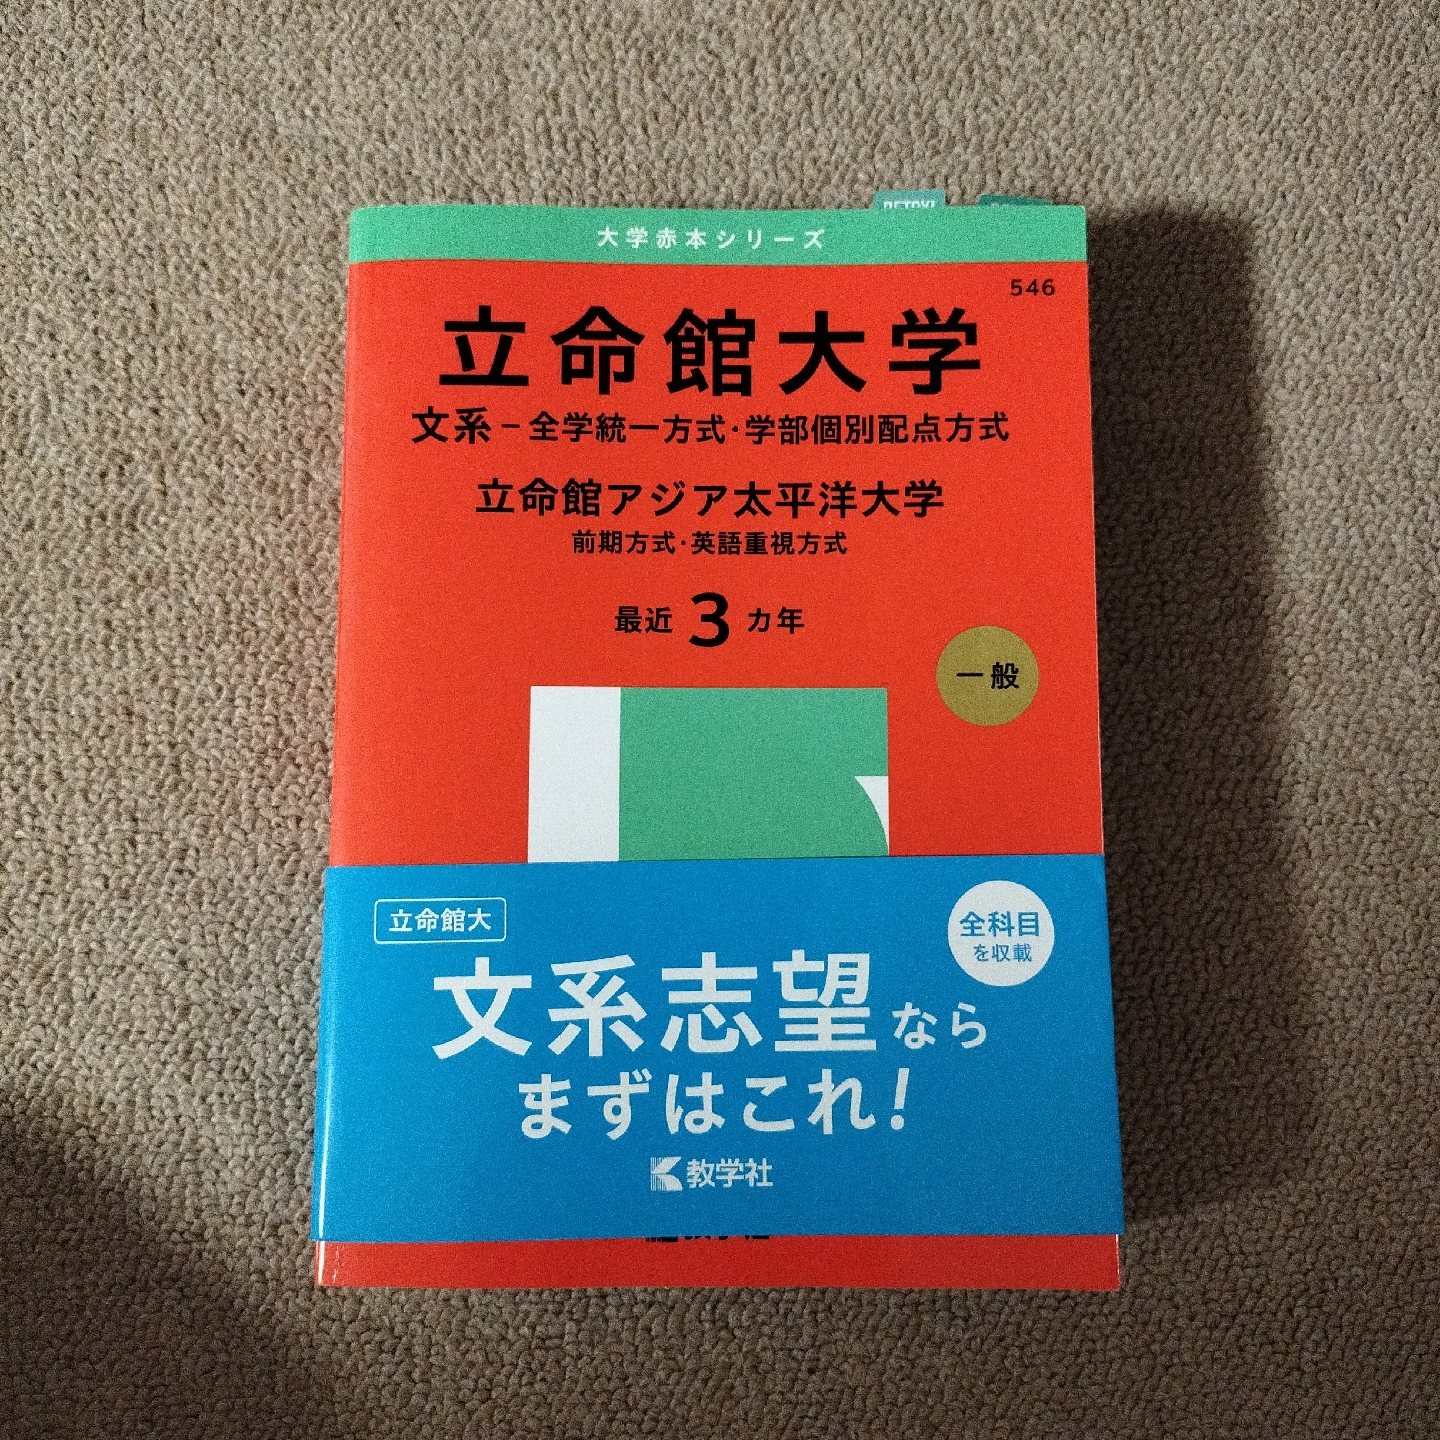 大学赤本シリーズ
546
立命館大学
文系－全学統一方式・学部個別配点方式
立命館アジア太平洋大学
前期方式・英語重視方式
最近3カ年
一般
立命館大
全科目
を収載
文系志望なら
まずはこれ!
教学社